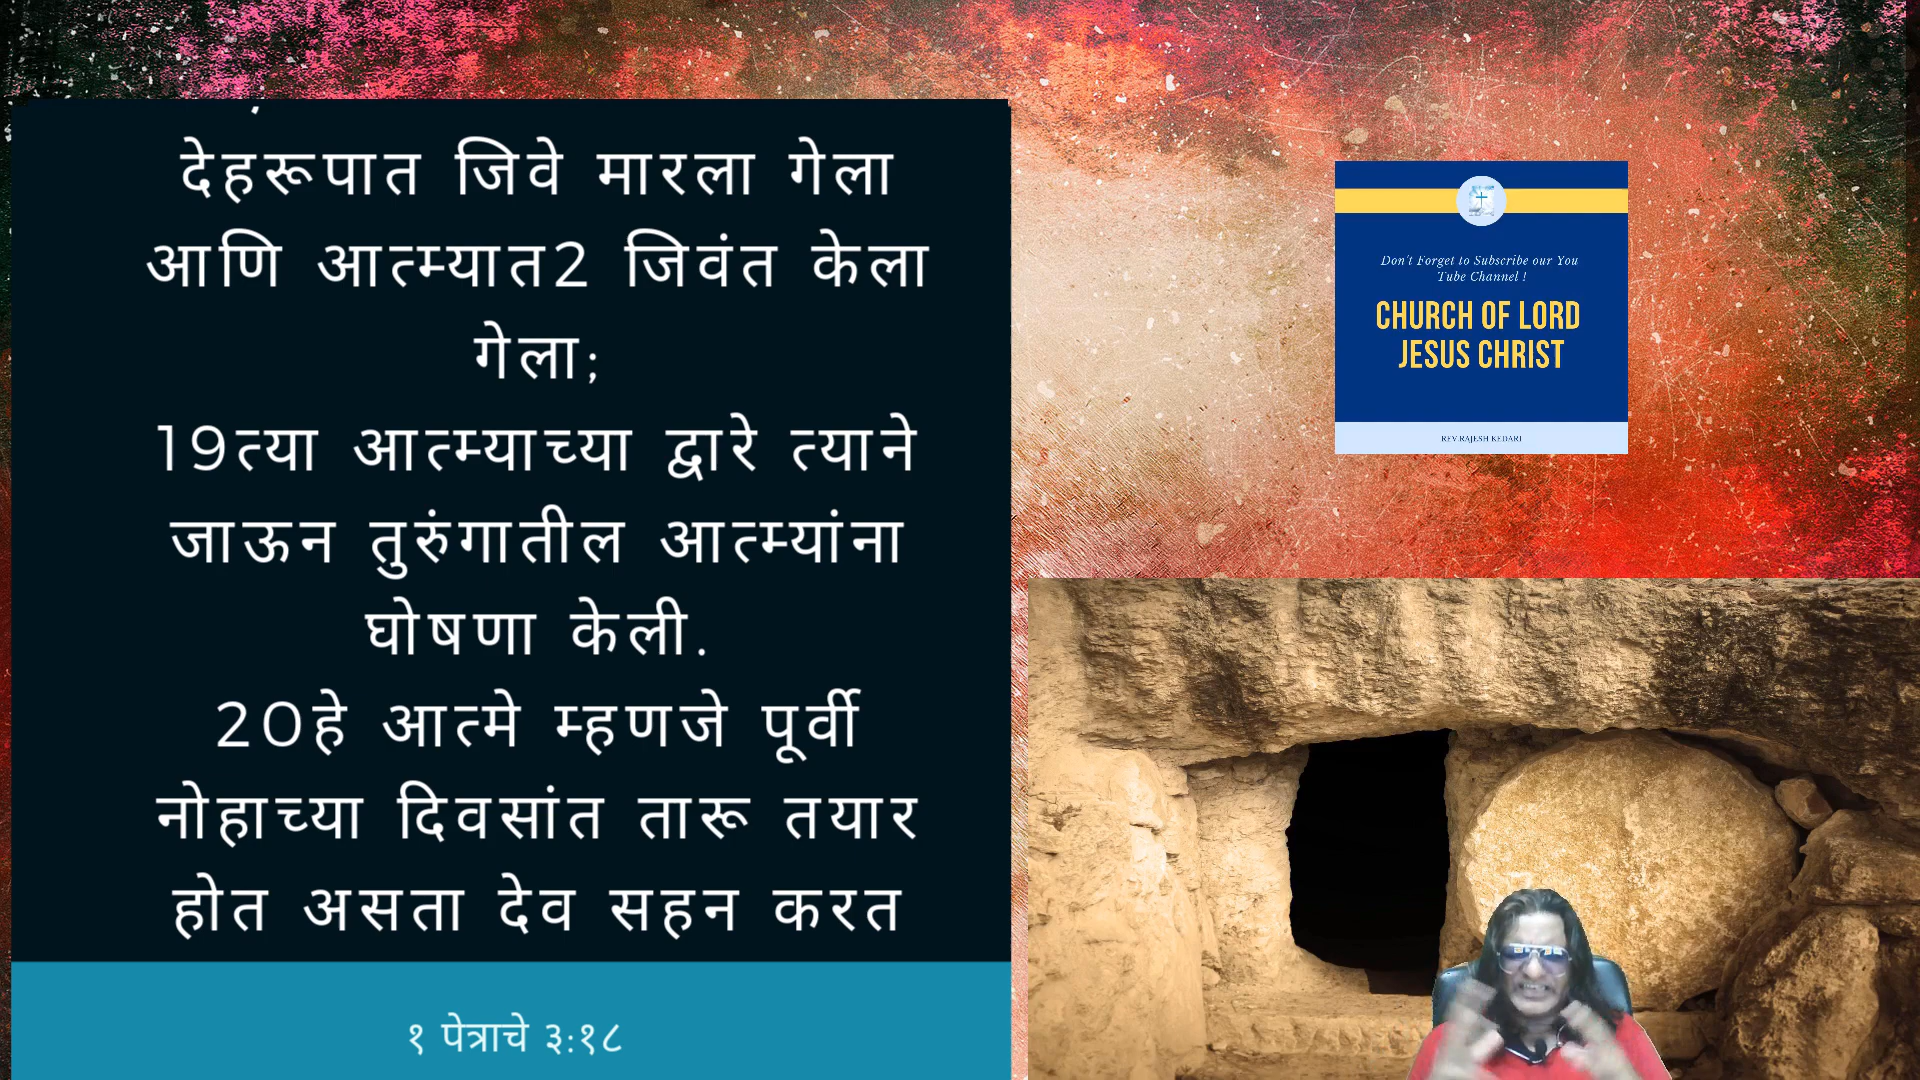 देहरूपात जिवे मारला गेला
आणि आत्म्यात2 जिवंत केला
गेला;
19त्या आत्म्याच्या द्वारे त्याने
जाऊन तुरुंगातील आत्म्यांना
घोषणा केली.
20हे आत्मे म्हणजे पूर्वी
नोहाच्या दिवसांत तारू तयार
होत असता देव सहन करत
१ पेत्राचे ३:१८
Don't Forget to Subscribe our You
Tube Channel !
CHURCH OF LORD
JESUS CHRIST
REV.RAJESH KEDARI